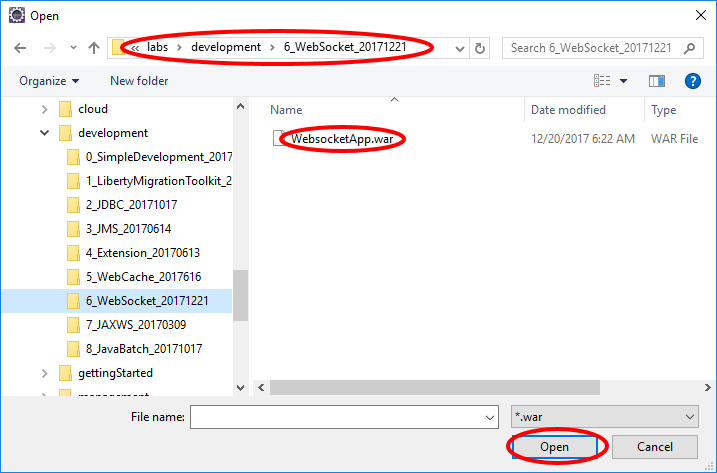 Open
« labs > development > 6_WebSocket_20171221
Search 6_WebSocket_20171221
Organize
New folder
?
cloud
development
0_SimpleDevelopment_2017
1_LibertyMigrationToolkit_2
2_JDBC_20171017
3_JMS_20170614
4_Extension_20170613
5_WebCache_2017616
6_WebSocket_20171221
7_JAXWS_20170309
8_JavaBatch_20171017
gettingStarted
management
Name
Date modified
Type
WebsocketApp.war
12/20/2017 6:22 AM
WAR File
File name:
*.war
Open
Cancel